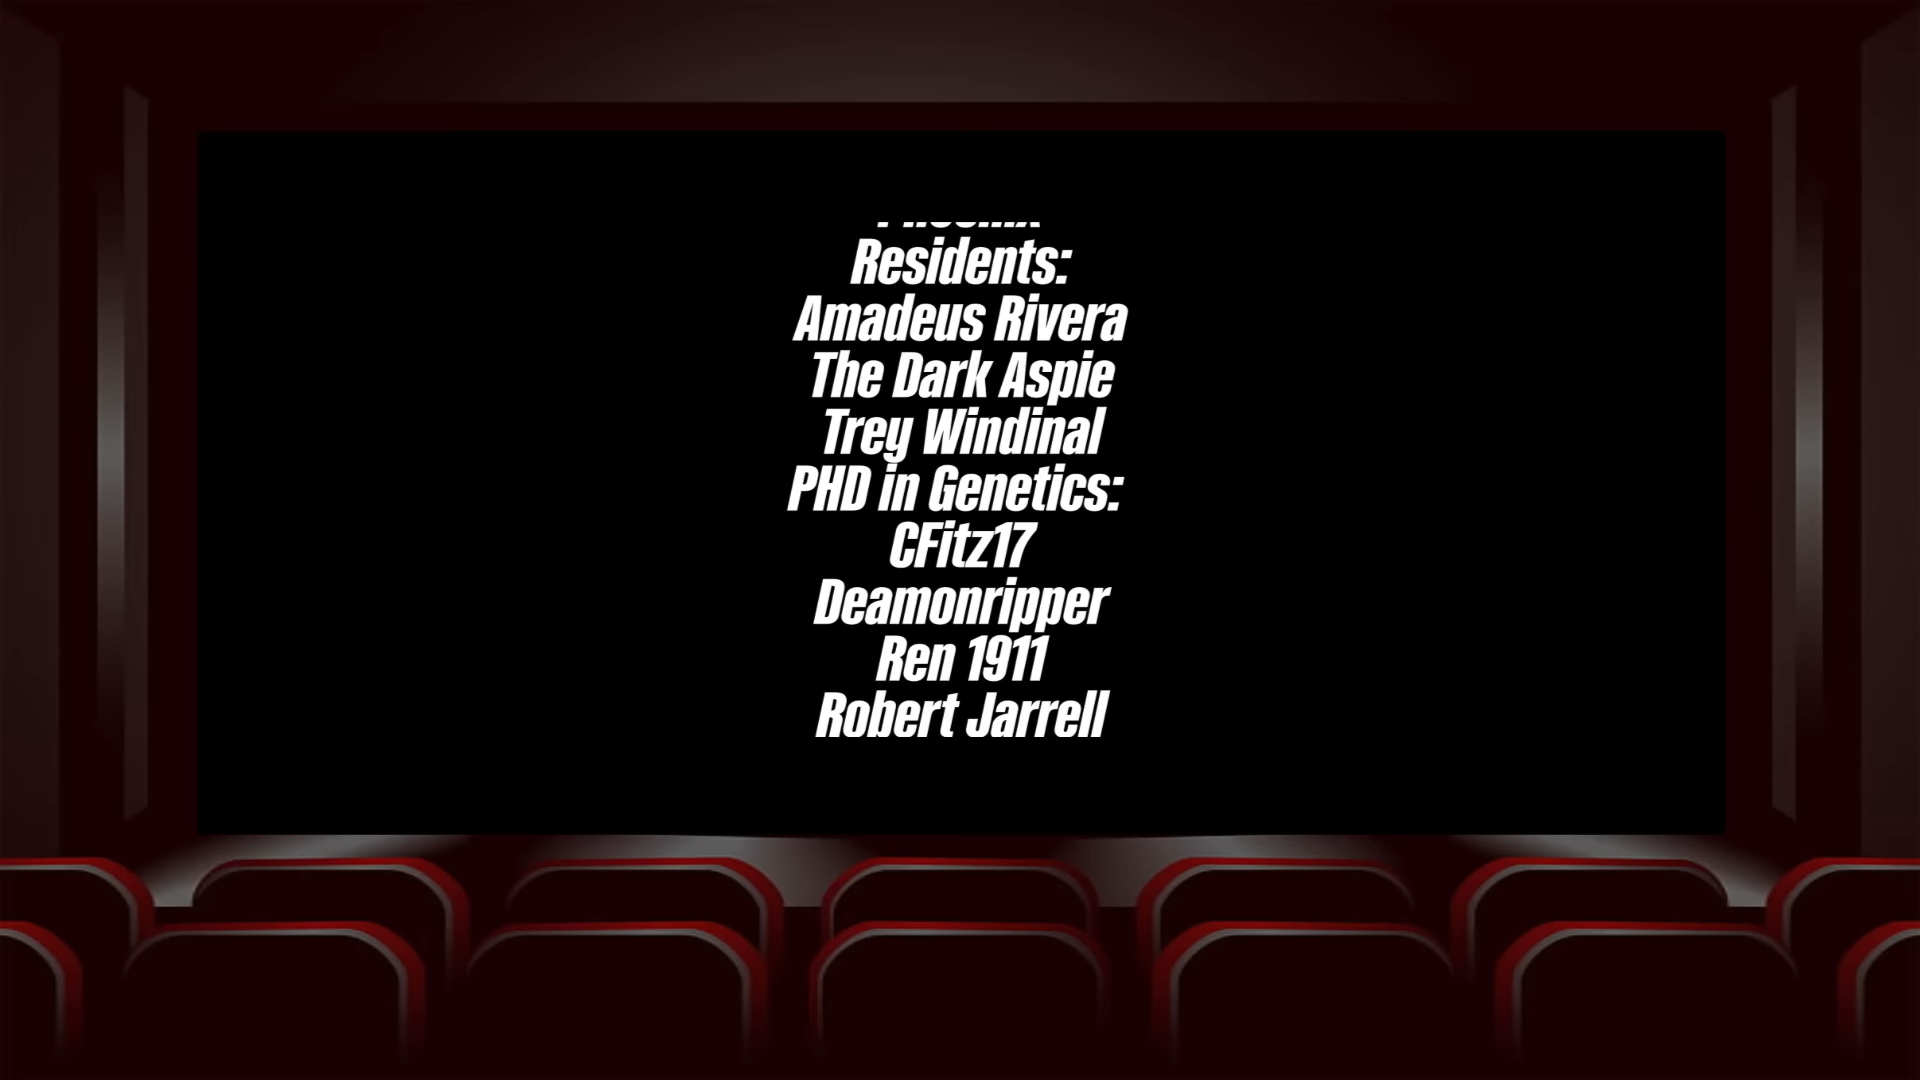 Residents:
Amadeus Rivera
The Dark Aspie
Trey Windinal
PHD in Genetics:
CFitz17
Deamonripper
Ren 1911
Robert Jarrell